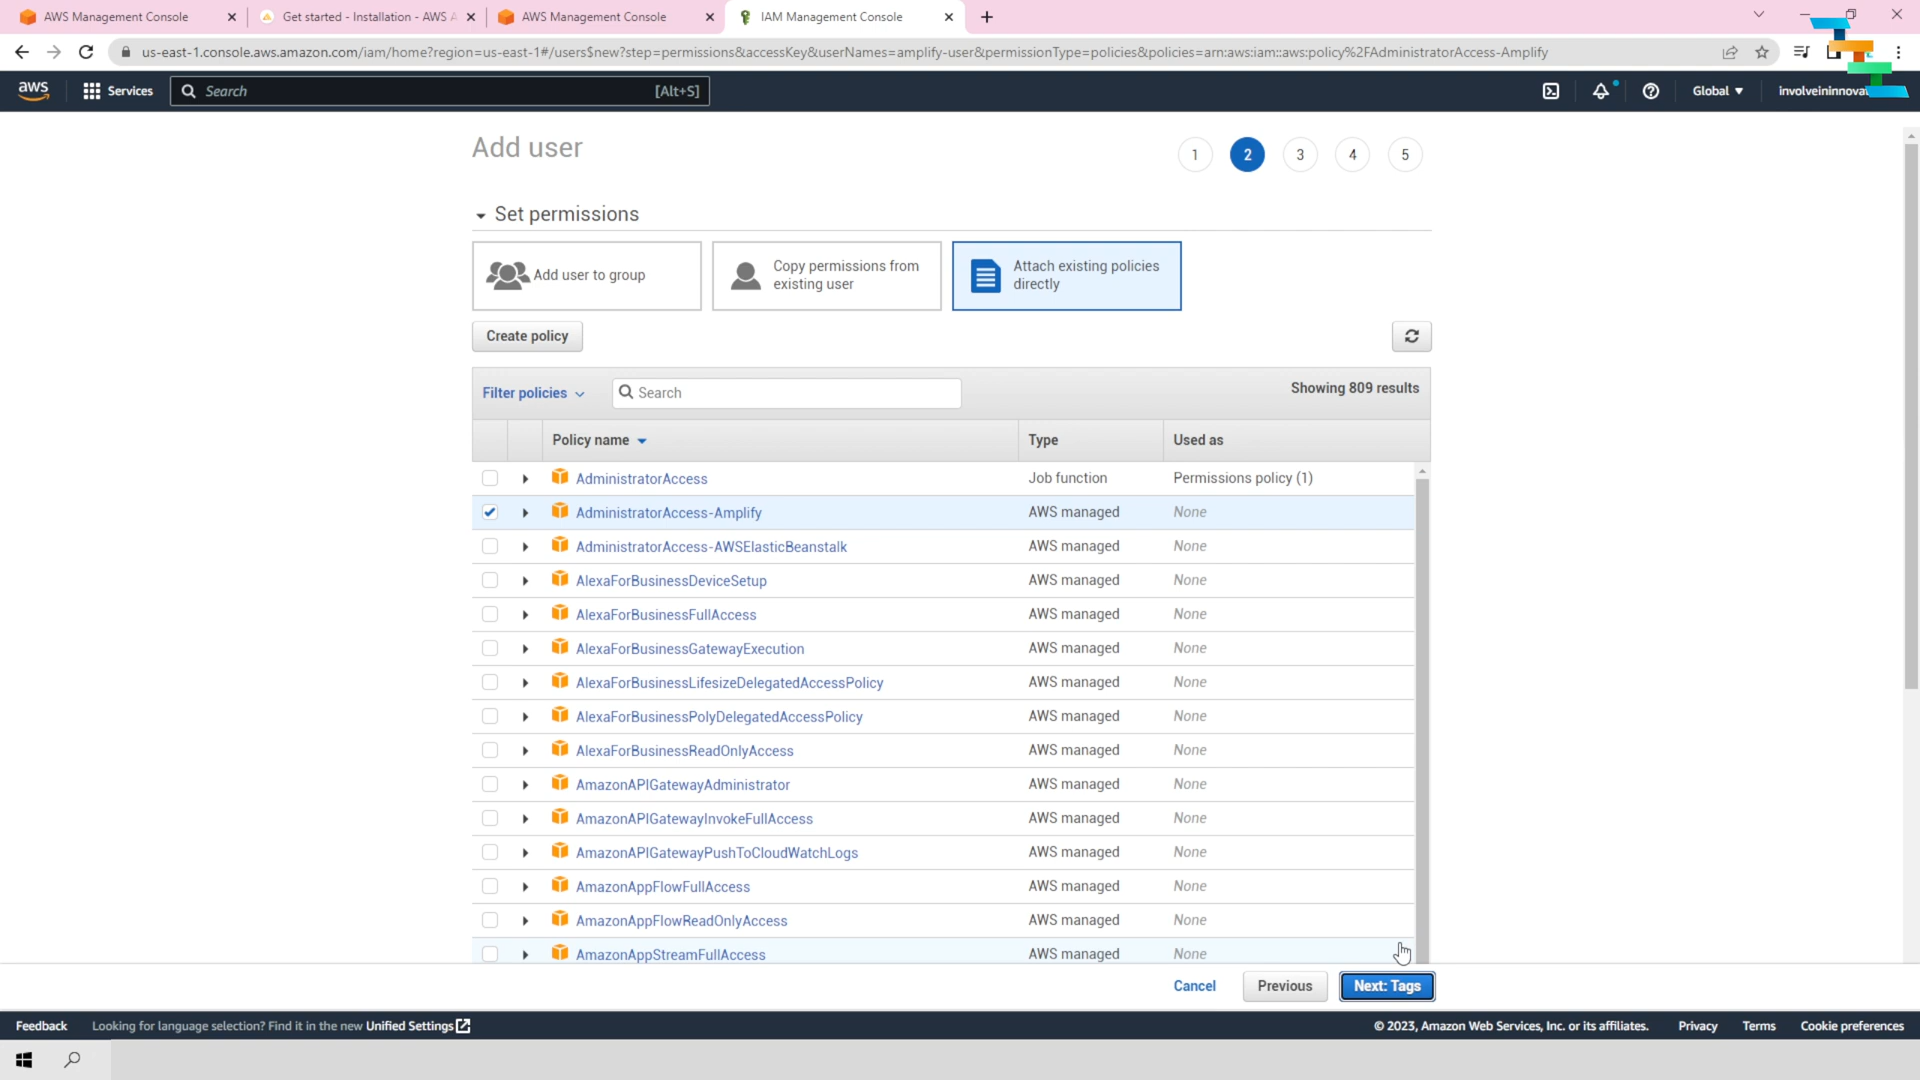 AWS Management Console
Get started - Installation - AWS A
AWS Management Console
IAM Management Console
us-east-1.console.aws.amazon.com/iam/home?region=us-east-1#/users$new?step=permissions&accessKey&userNames=amplify-user&permissionType=policies&policies=arn:aws:iam::aws:policy%2FAdministratorAccess-Amplify
aws
Services
Search
[Alt+S]
Global
involveininnova
Add user
1
2
3
4
5
Set permissions
Add user to group
Copy permissions from
existing user
Attach existing policies
directly
Create policy
Filter policies
Search
Showing 809 results
Policy name
Type
Used as
AdministratorAccess
Job function
Permissions policy (1)
AdministratorAccess-Amplify
AWS managed
None
AdministratorAccess-AWSElasticBeanstalk
AWS managed
None
AlexaForBusinessDeviceSetup
AWS managed
None
AlexaForBusinessFullAccess
AWS managed
None
AlexaForBusinessGatewayExecution
AWS managed
None
AlexaForBusinessLifesizeDelegatedAccessPolicy
AWS managed
None
AlexaForBusinessPolyDelegatedAccessPolicy
AWS managed
None
AlexaForBusinessReadOnlyAccess
AWS managed
None
AmazonAPIGatewayAdministrator
AWS managed
None
AmazonAPIGatewayInvokeFullAccess
AWS managed
None
AmazonAPIGatewayPushToCloudWatchLogs
AWS managed
None
AmazonAppFlowFullAccess
AWS managed
None
AmazonAppFlowReadOnlyAccess
AWS managed
None
AmazonAppStreamFullAccess
AWS managed
None
Cancel
Previous
Next: Tags
Feedback
Looking for language selection? Find it in the new Unified Settings
© 2023, Amazon Web Services, Inc. or its affiliates.
Privacy
Terms
Cookie preferences